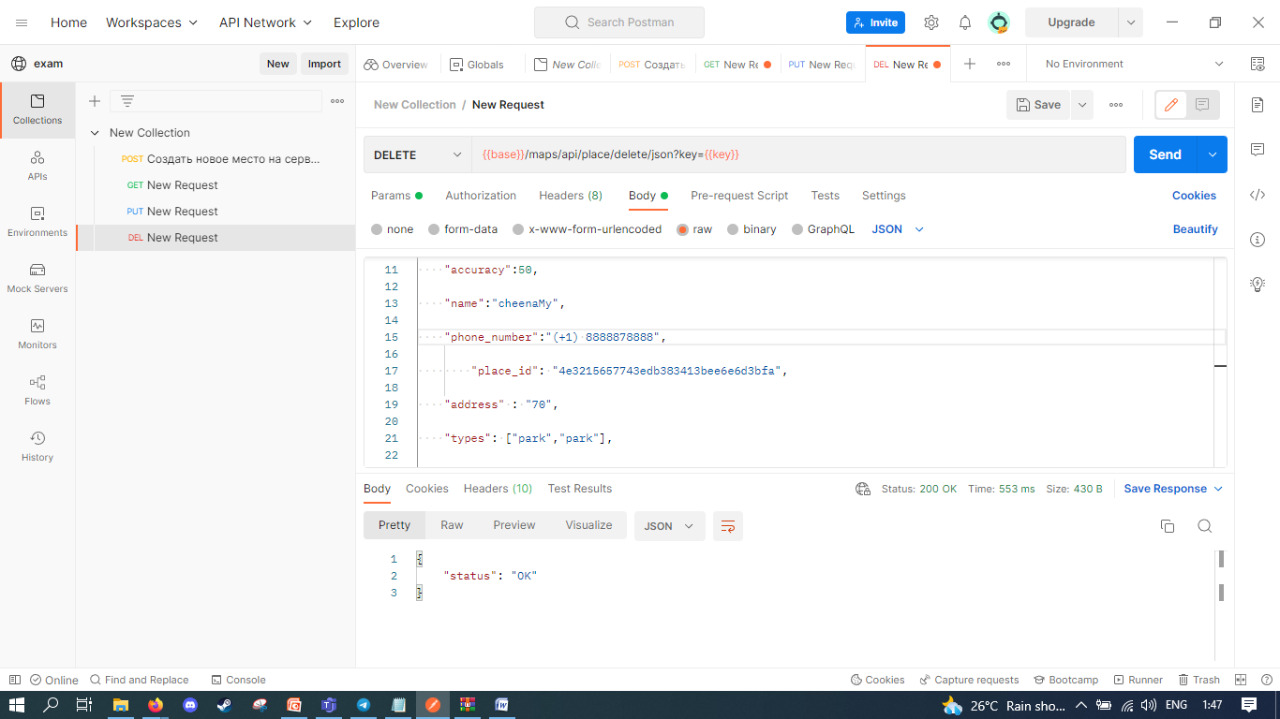 Home Workspaces API Network Explore Search Postman Invite Upgrade
exam New Import Overview Globals New Colle POST Создать GET New Re PUT New Requ DEL New Re No Environment
Collections
APIs
Environments
Mock Servers
Monitors
Flows
History
New Collection
POST Создать новое место на серв...
GET New Request
PUT New Request
DEL New Request
New Collection / New Request Save
DELETE {{base}}/maps/api/place/delete/json?key={{key}} Send
Params Authorization Headers (8) Body Pre-request Script Tests Settings Cookies
none form-data x-www-form-urlencoded raw binary GraphQL JSON Beautify
11 "accuracy":50,
12
13 "name":"cheenaMy",
14
15 "phone_number":"(+1) 8888878888",
16
17 "place_id": "4e3215657743edb383413bee6e6d3bfa",
18
19 "address" : "70",
20
21 "types": ["park","park"],
22
Body Cookies Headers (10) Test Results Status: 200 OK Time: 553 ms Size: 430 B Save Response
Pretty Raw Preview Visualize JSON
1 {
2 "status": "OK"
3 }
Online Find and Replace Console Cookies Capture requests Bootcamp Runner Trash
26°C Rain sho... ENG 1:47